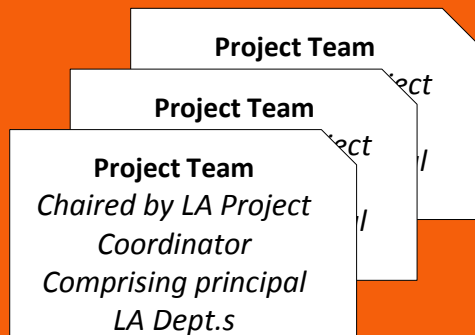 Project Team
Project Team
Project Team
Chaired by LA Project
Coordinator
Comprising principal
LA Dept.s